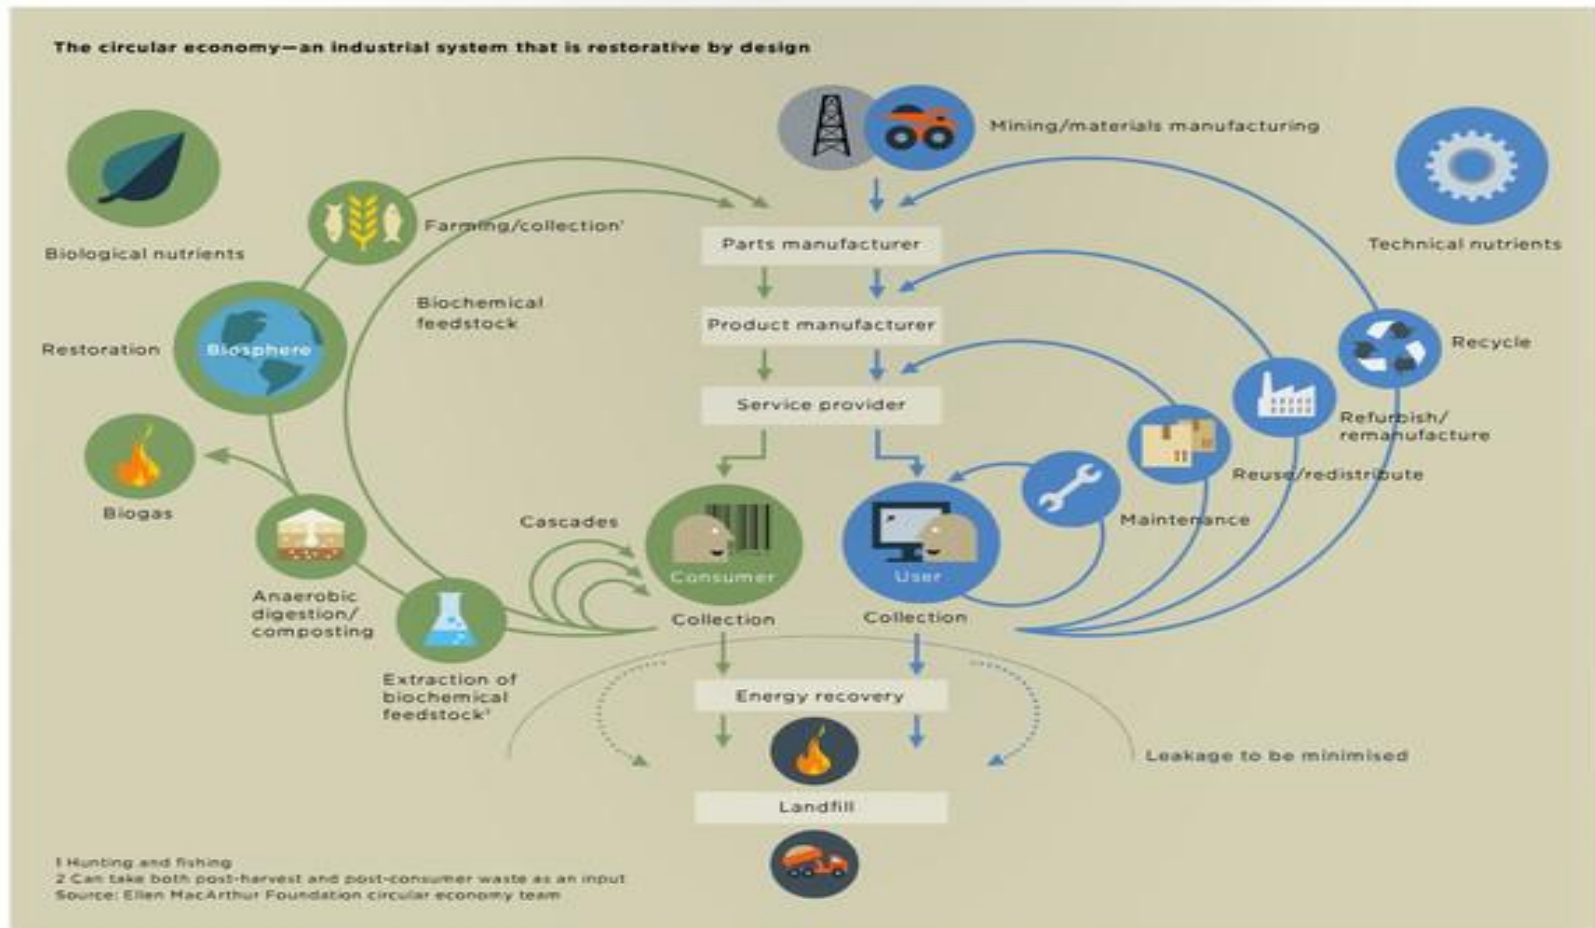 The circular economy—an industrial system that is restorative by design
Mining/materials manufacturing
Biological nutrients
Farming/collection¹
Parts manufacturer
Technical nutrients
Biochemical
feedstock
Product manufacturer
Restoration
Biosphere
Recycle
Service provider
Refurbish/
remanufacture
Reuse/redistribute
Biogas
Cascades
Maintenance
Consumer
User
Anaerobic
digestion/
composting
Collection
Collection
Extraction of
biochemical
feedstock²
Energy recovery
Leakage to be minimised
Landfill
1 Hunting and fishing
2 Can take both post-harvest and post-consumer waste as an input
Source: Ellen MacArthur Foundation circular economy team